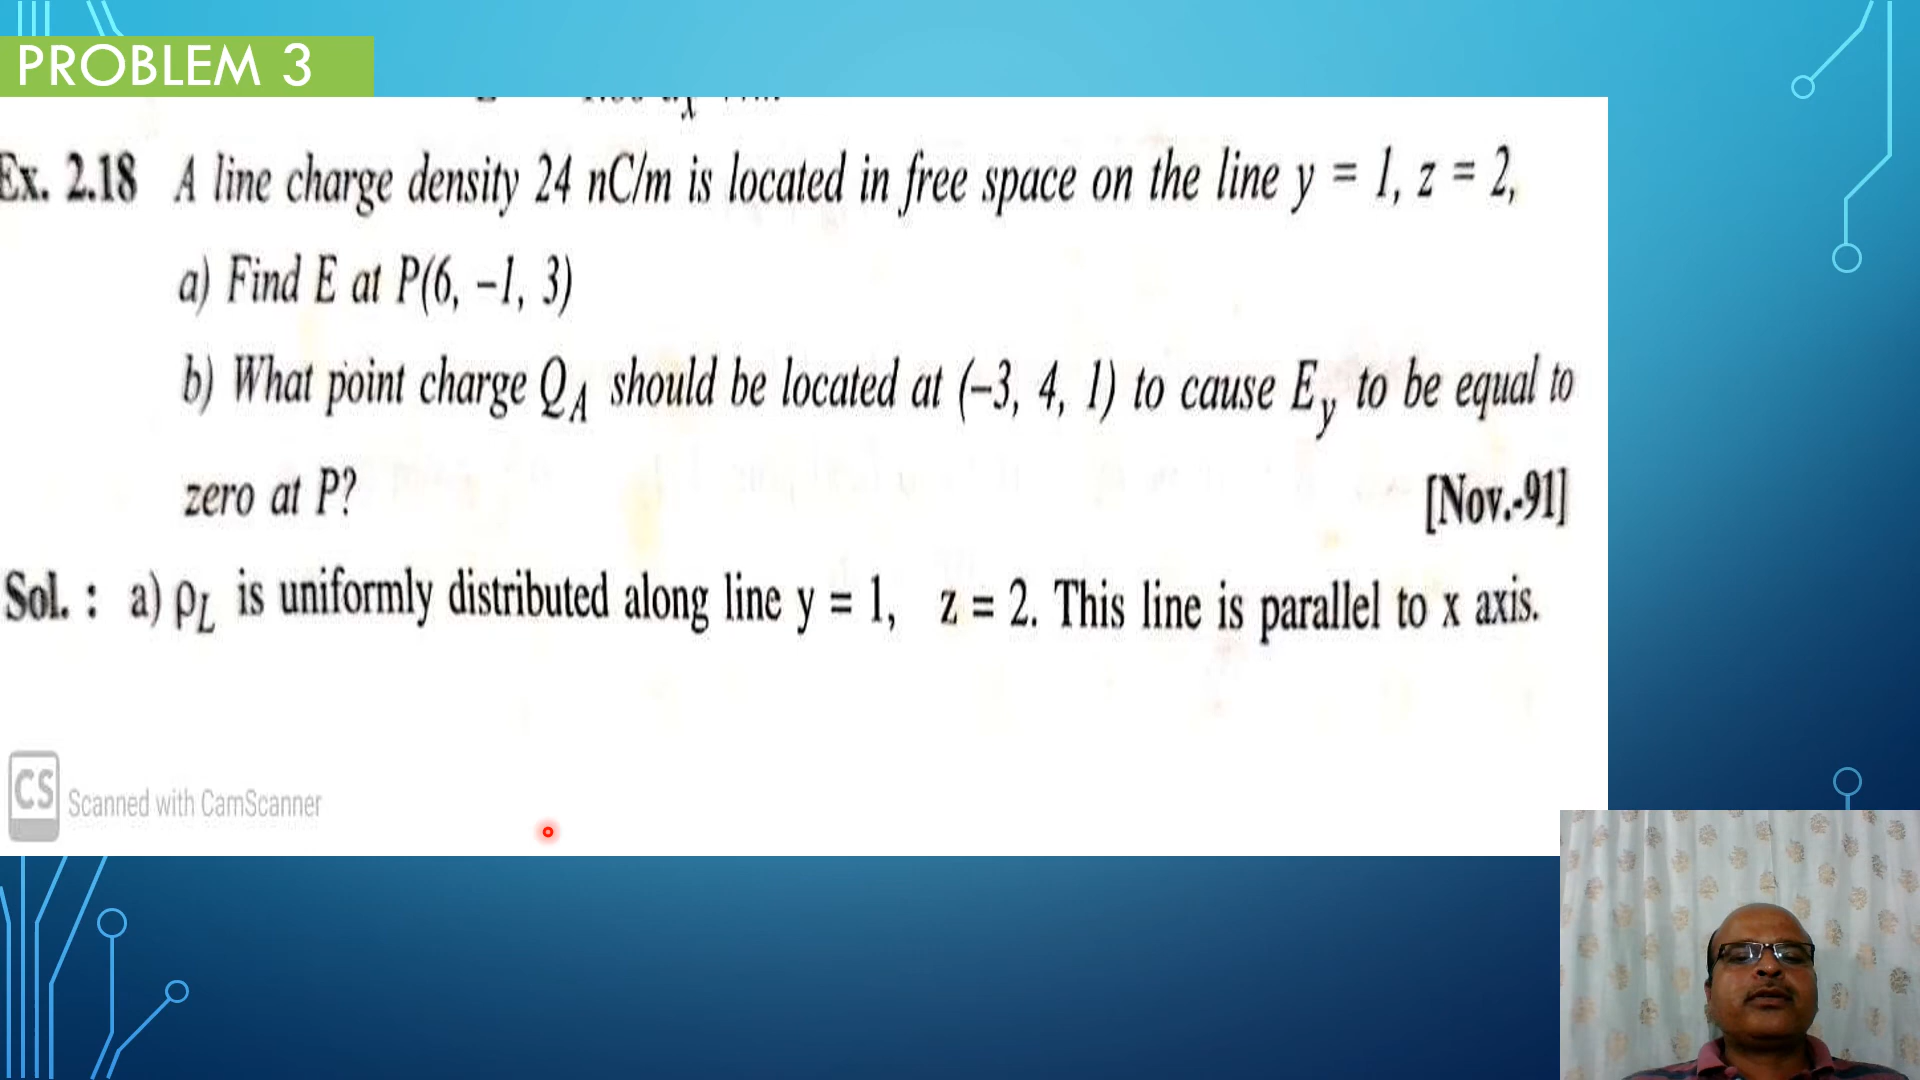 PROBLEM 3
Ex. 2.18 A line charge density 24 nC/m is located in free space on the line y = 1, z = 2,
a) Find E at P(6, –1, 3)
b) What point charge Q_A should be located at (–3, 4, 1) to cause E_y to be equal to
zero at P?
[Nov.-91]
Sol. : a) ρ_L is uniformly distributed along line y = 1, z = 2. This line is parallel to x axis.
CS Scanned with CamScanner